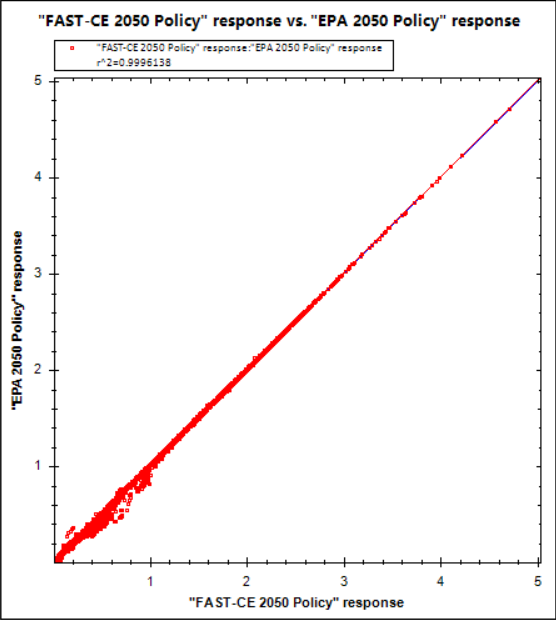 "FAST-CE 2050 Policy" response vs. "EPA 2050 Policy" response
"FAST-CE 2050 Policy" response:"EPA 2050 Policy" response
r^2=0.9996138
5
4
3
2
1
"EPA 2050 Policy" response
1 2 3 4 5
"FAST-CE 2050 Policy" response